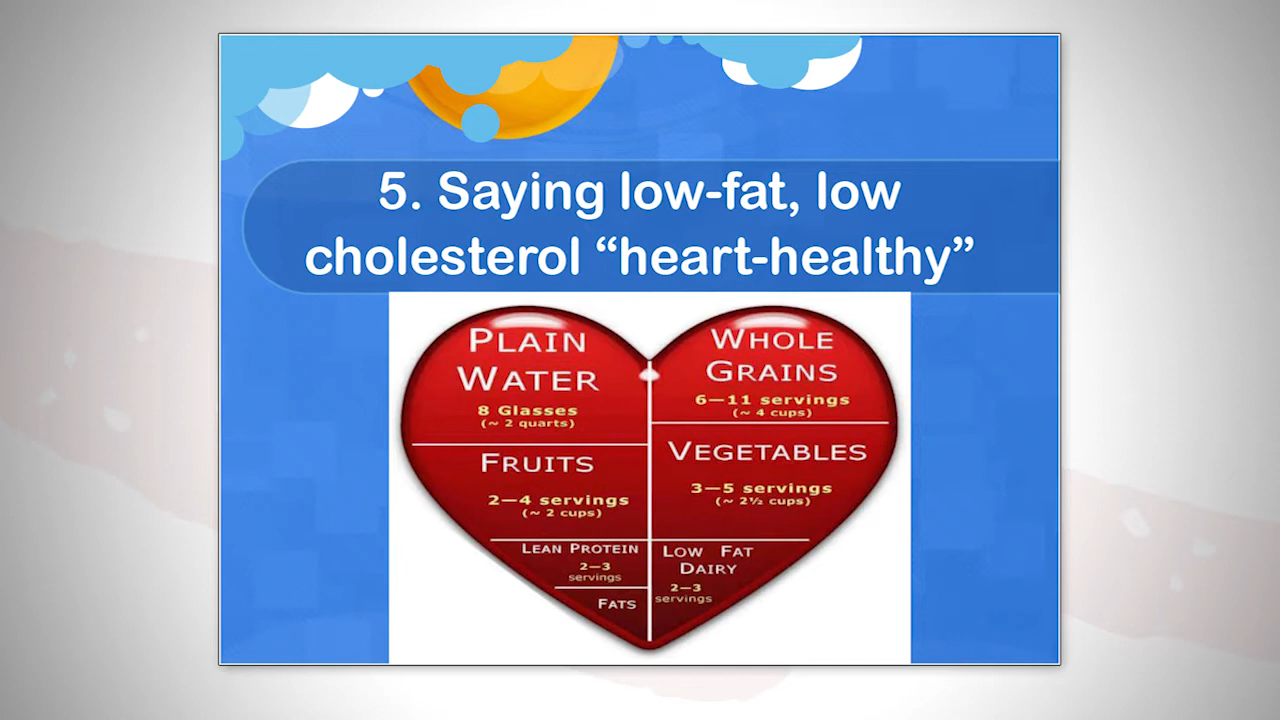 5. Saying low-fat, low
cholesterol “heart-healthy”
PLAIN
WATER
8 Glasses
(~ 2 quarts)
WHOLE
GRAINS
6—11 servings
(~ 4 cups)
FRUITS
2—4 servings
(~ 2 cups)
VEGETABLES
3—5 servings
(~ 2½ cups)
LEAN PROTEIN
2—3
servings
LOW FAT
DAIRY
2—3
servings
FATS